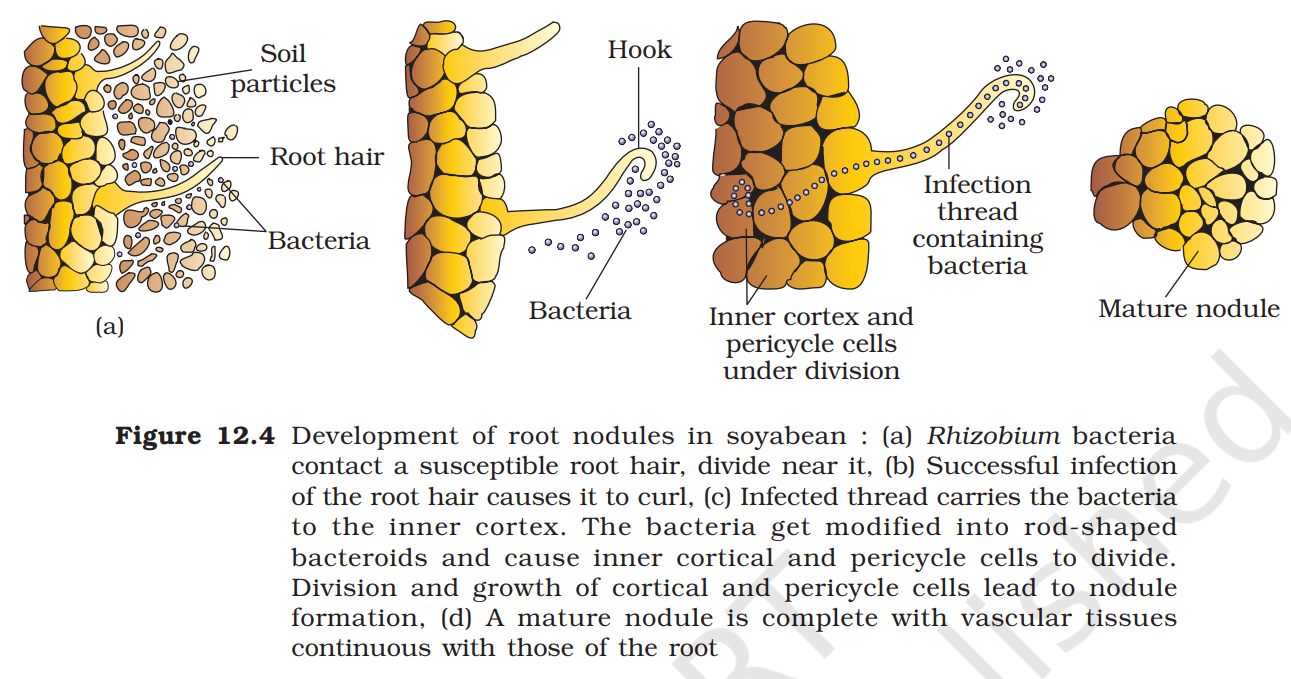 Soil
particles
Root hair
Bacteria
(a)
Hook
Bacteria
Infection
thread
containing
bacteria
Inner cortex and
pericycle cells
under division
Mature nodule
Figure 12.4 Development of root nodules in soyabean : (a) Rhizobium bacteria
contact a susceptible root hair, divide near it, (b) Successful infection
of the root hair causes it to curl, (c) Infected thread carries the bacteria
to the inner cortex. The bacteria get modified into rod-shaped
bacteroids and cause inner cortical and pericycle cells to divide.
Division and growth of cortical and pericycle cells lead to nodule
formation, (d) A mature nodule is complete with vascular tissues
continuous with those of the root